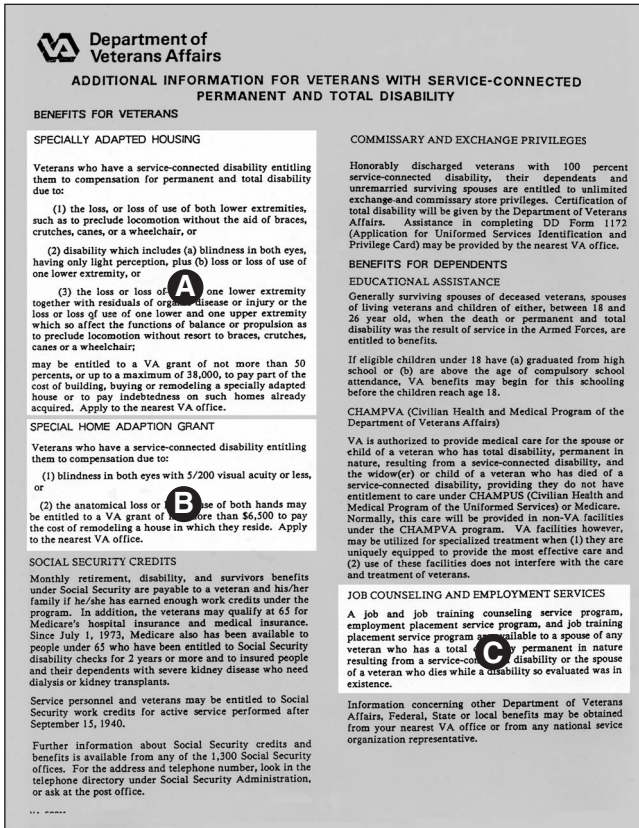 VA Department of
Veterans Affairs
ADDITIONAL INFORMATION FOR VETERANS WITH SERVICE-CONNECTED
PERMANENT AND TOTAL DISABILITY
BENEFITS FOR VETERANS
SPECIALLY ADAPTED HOUSING
Veterans who have a service-connected disability entitling
them to compensation for permanent and total disability
due to:
(1) the loss, or loss of use of both lower extremities,
such as to preclude locomotion without the aid of braces,
crutches, canes, or a wheelchair, or
(2) disability which includes (a) blindness in both eyes,
having only light perception, plus (b) loss or loss of use of
one lower extremity, or
(3) the loss or loss of one lower extremity
A
together with residuals of disease or injury or the
loss or loss of use of one lower and one upper extremity
which so affect the functions of balance or propulsion as
to preclude locomotion without resort to braces, crutches,
canes or a wheelchair;
may be entitled to a VA grant of not more than 50
percents, or up to a maximum of 38,000, to pay part of the
cost of building, buying or remodeling a specially adapted
house or to pay indebtedness on such homes already
acquired. Apply to the nearest VA office.
SPECIAL HOME ADAPTION GRANT
Veterans who have a service-connected disability entitling
them to compensation due to:
(1) blindness in both eyes with 5/200 visual acuity or less,
or
(2) the anatomical loss or use of both hands may
B
be entitled to a VA grant of more than $6,500 to pay
the cost of remodeling a house in which they reside. Apply
to the nearest VA office.
SOCIAL SECURITY CREDITS
Monthly retirement, disability, and survivors benefits
under Social Security are payable to a veteran and his/her
family if he/she has earned enough work credits under the
program. In addition, the veterans may qualify at 65 for
Medicare's hospital insurance and medical insurance.
Since July 1, 1973, Medicare also has been available to
people under 65 who have been entitled to Social Security
disability checks for 2 years or more and to insured people
and their dependents with severe kidney disease who need
dialysis or kidney transplants.
Service personnel and veterans may be entitled to Social
Security work credits for active service performed after
September 15, 1940.
Further information about Social Security credits and
benefits is available from any of the 1,300 Social Security
offices. For the address and telephone number, look in the
telephone directory under Social Security Administration,
or ask at the post office.
COMMISSARY AND EXCHANGE PRIVILEGES
Honorably discharged veterans with 100 percent
service-connected disability, their dependents and
unremarried surviving spouses are entitled to unlimited
exchange and commissary store privileges. Certification of
total disability will be given by the Department of Veterans
Affairs. Assistance in completing DD Form 1172
(Application for Uniformed Services Identification and
Privilege Card) may be provided by the nearest VA office.
BENEFITS FOR DEPENDENTS
EDUCATIONAL ASSISTANCE
Generally surviving spouses of deceased veterans, spouses
of living veterans and children of either, between 18 and
26 year old, when the death or permanent and total
disability was the result of service in the Armed Forces, are
entitled to benefits.
If eligible children under 18 have (a) graduated from high
school or (b) are above the age of compulsory school
attendance, VA benefits may begin for this schooling
before the children reach age 18.
CHAMPVA (Civilian Health and Medical Program of the
Department of Veterans Affairs)
VA is authorized to provide medical care for the spouse or
child of a veteran who has total disability, permanent in
nature, resulting from a sevice-connected disability, and
the widow(er) or child of a veteran who has died of a
service-connected disability, providing they do not have
entitlement to care under CHAMPUS (Civilian Health and
Medical Program of the Uniformed Services) or Medicare.
Normally, this care will be provided in non-VA facilities
under the CHAMPVA program. VA facilities however,
may be utilized for specialized treatment when (1) they are
uniquely equipped to provide the most effective care and
(2) use of these facilities does not interfere with the care
and treatment of veterans.
JOB COUNSELING AND EMPLOYMENT SERVICES
A job and job training counseling service program,
employment placement service program, and job training
placement service program available to a spouse of any
veteran who has a total permanent in nature
C
resulting from a disability or the spouse
of a veteran who dies while a disability so evaluated was in
existence.
Information concerning other Department of Veterans
Affairs, Federal, State or local benefits may be obtained
from your nearest VA office or from any national sevice
organization representative.